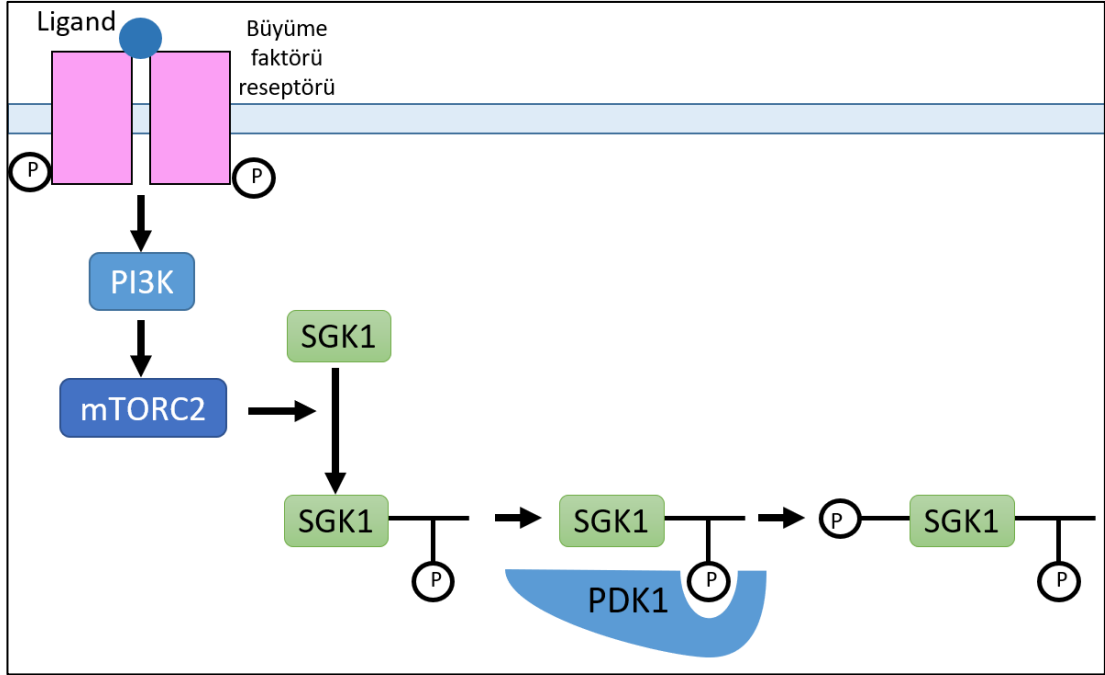 Ligand
Büyüme
faktörü
reseptörü
P
P
PI3K
SGK1
mTORC2
SGK1
SGK1
P
SGK1
P
P
PDK1
P